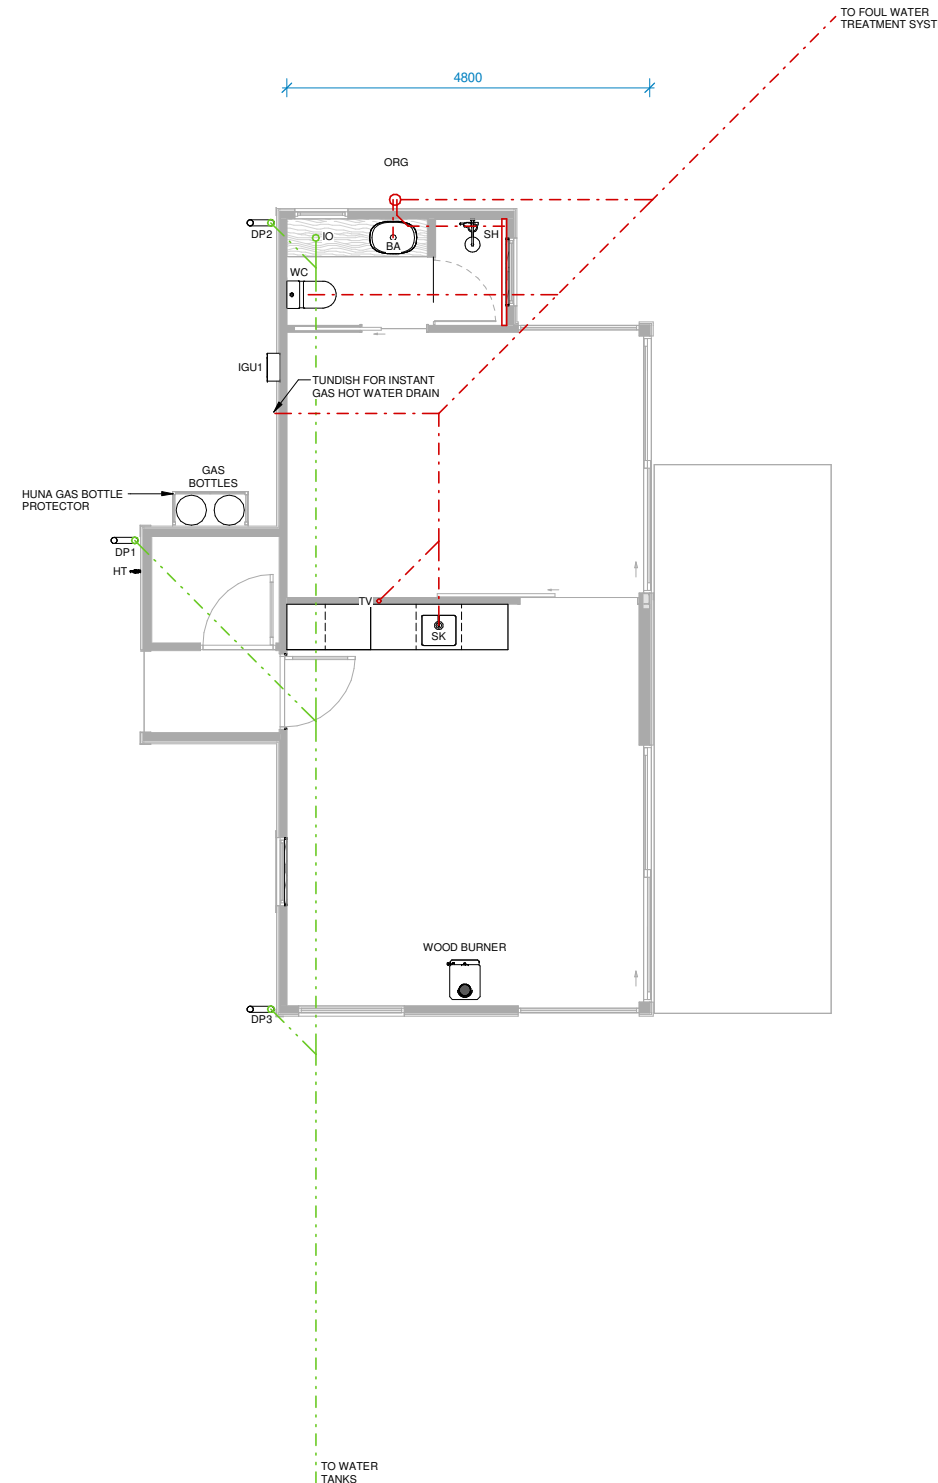 TO FOUL WATER
TREATMENT SYST
4800
ORG
DP2
IO
BA
SH
WC
IGU1
TUNDISH FOR INSTANT
GAS HOT WATER DRAIN
GAS
BOTTLES
HUNA GAS BOTTLE
PROTECTOR
DP1
HT
TV
SK
WOOD BURNER
DP3
TO WATER
TANKS